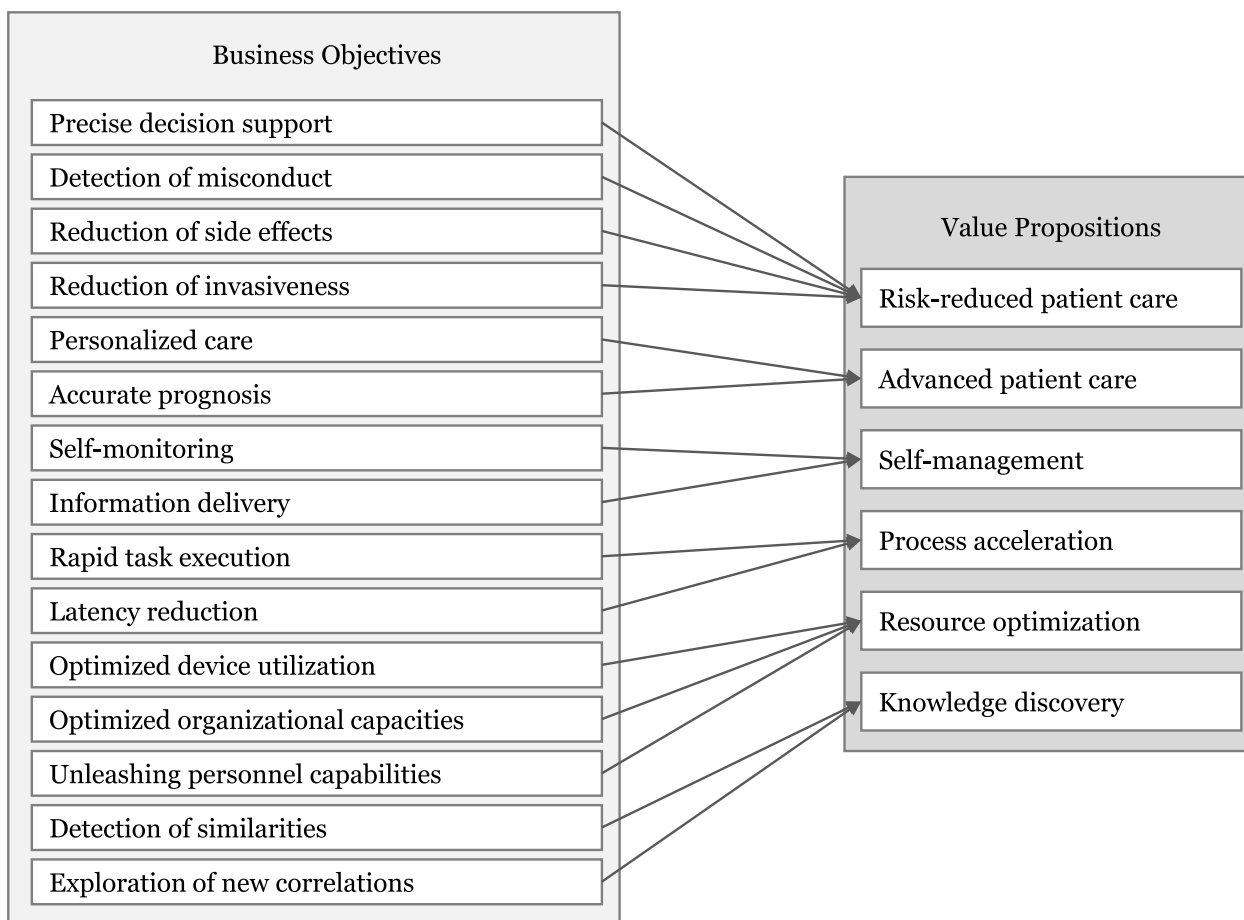 Business Objectives
Precise decision support
Detection of misconduct
Reduction of side effects
Reduction of invasiveness
Personalized care
Accurate prognosis
Self-monitoring
Information delivery
Rapid task execution
Latency reduction
Optimized device utilization
Optimized organizational capacities
Unleashing personnel capabilities
Detection of similarities
Exploration of new correlations
Value Propositions
Risk-reduced patient care
Advanced patient care
Self-management
Process acceleration
Resource optimization
Knowledge discovery